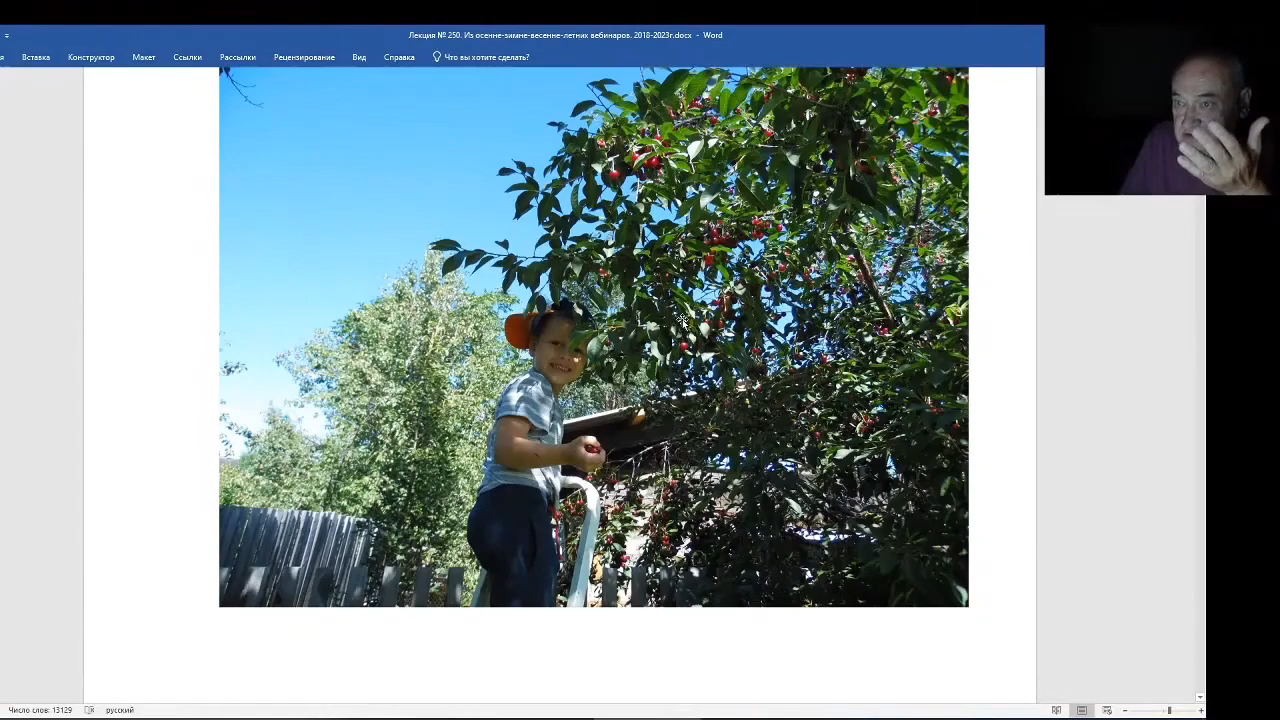 Лекция № 250. Из осенне-зимне-весенне-летних вебинаров. 2018-2023г.docx - Word
я Вставка Конструктор Макет Ссылки Рассылки Рецензирование Вид Справка Что вы хотите сделать?
Число слов: 13129 русский